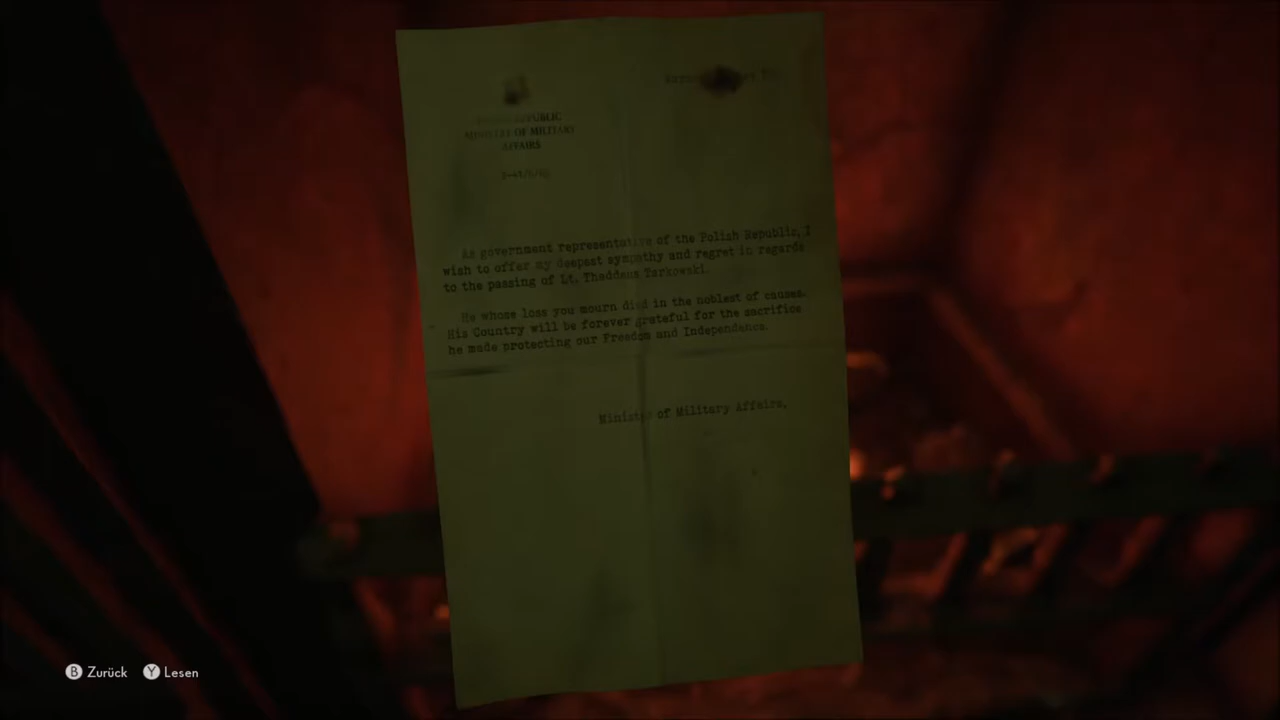 REPUBLIC
MINISTRY OF MILITARY
AFFAIRS
As government representative of the Polish Republic, I
wish to offer my deepest sympathy and regret in regards
to the passing of Lt. Thaddeus Tarkowski.
He whose loss you mourn died in the noblest of causes.
His Country will be forever grateful for the sacrifice
he made protecting our Freedom and Independence.
Minister of Military Affairs,
B Zurück Y Lesen